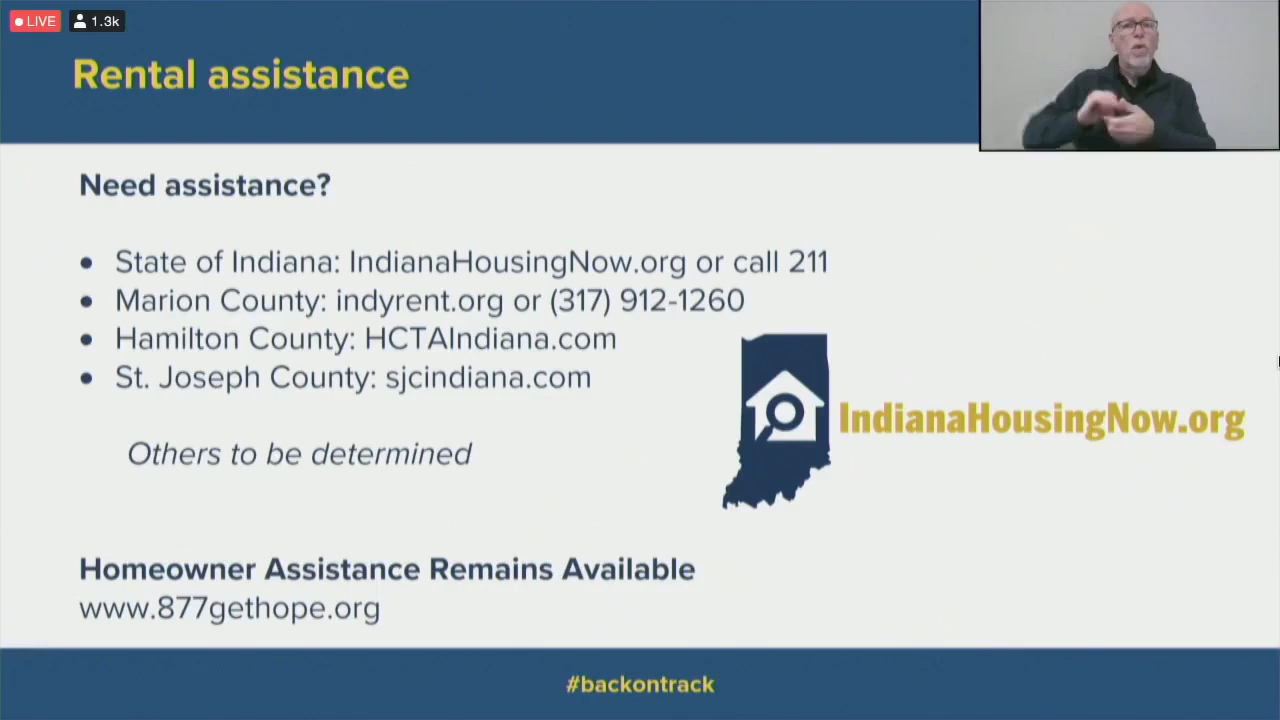 LIVE 1.3k
Rental assistance
Need assistance?
• State of Indiana: IndianaHousingNow.org or call 211
• Marion County: indyrent.org or (317) 912-1260
• Hamilton County: HCTAIndiana.com
• St. Joseph County: sjcindiana.com
Others to be determined
IndianaHousingNow.org
Homeowner Assistance Remains Available
www.877gethope.org
#backontrack